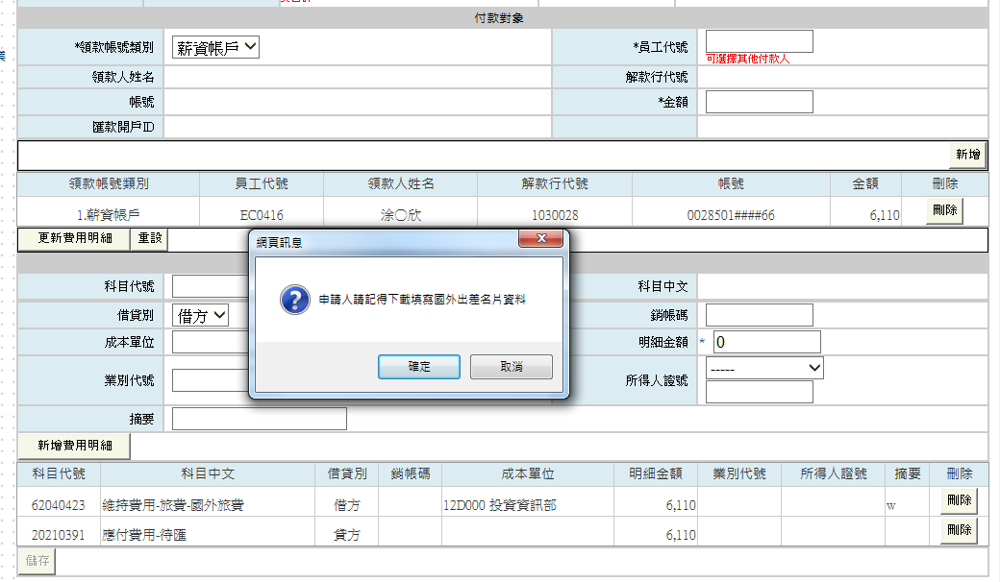 付款對象
*領款帳號類別 薪資帳戶 *員工代號
可選擇其他付款人
領款人姓名 解款行代號
帳號 *金額
匯款開戶ID
新增
領款帳號類別 員工代號 領款人姓名 解款行代號 帳號 金額 刪除
1.薪資帳戶 EC0416 涂〇欣 1030028 0028501####66 6,110 刪除
更新費用明細 重設
網頁訊息
申請人請記得下載填寫國外出差名片資料
確定 取消
科目代號 科目中文
借貸別 借方 銷帳碼
成本單位 明細金額 * 0
業別代號 所得人證號 -----
摘要
新增費用明細
科目代號 科目中文 借貸別 銷帳碼 成本單位 明細金額 業別代號 所得人證號 摘要 刪除
62040423 維持費用-旅費-國外旅費 借方 12D000 投資資訊部 6,110 w 刪除
20210391 應付費用-待匯 貸方 6,110 刪除
儲存